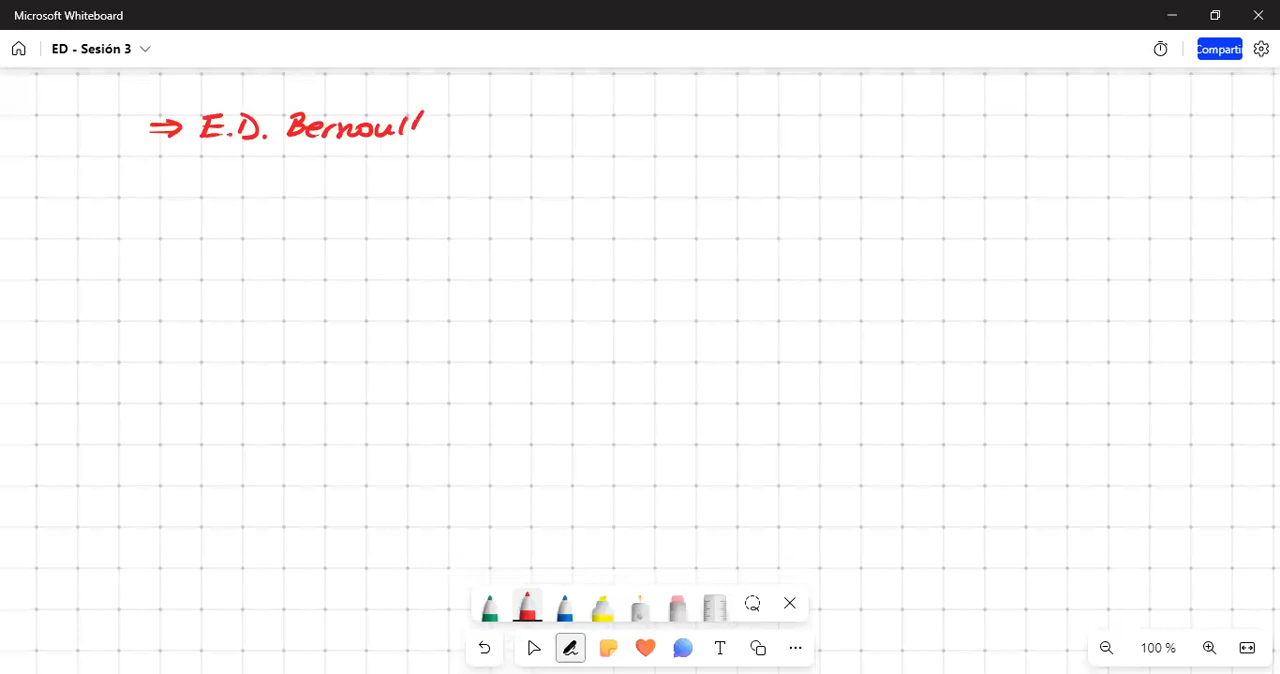 Microsoft Whiteboard
ED - Sesión 3
Comparti
⇒ E.D. Bernoull
T
100 %